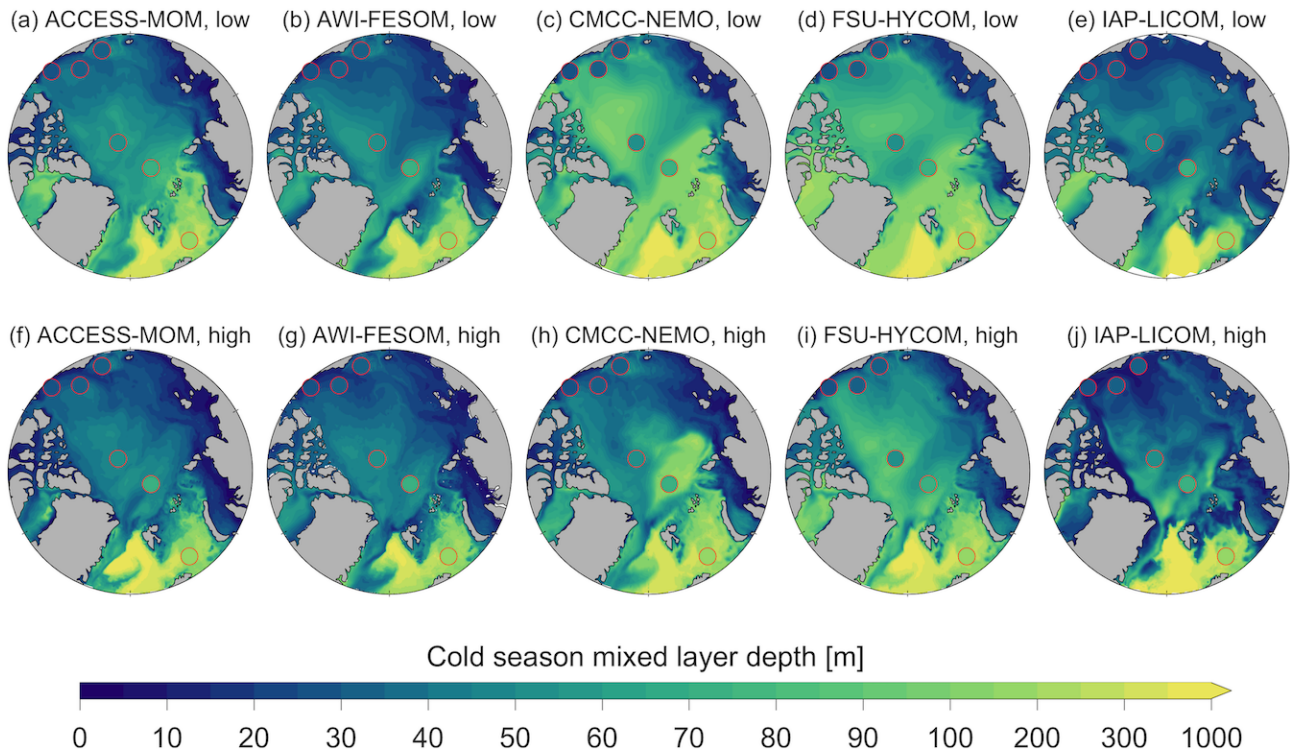 (a) ACCESS-MOM, low (b) AWI-FESOM, low (c) CMCC-NEMO, low (d) FSU-HYCOM, low (e) IAP-LICOM, low
(f) ACCESS-MOM, high (g) AWI-FESOM, high (h) CMCC-NEMO, high (i) FSU-HYCOM, high (j) IAP-LICOM, high
Cold season mixed layer depth [m]
0 10 20 30 40 50 60 70 80 90 100 200 300 1000